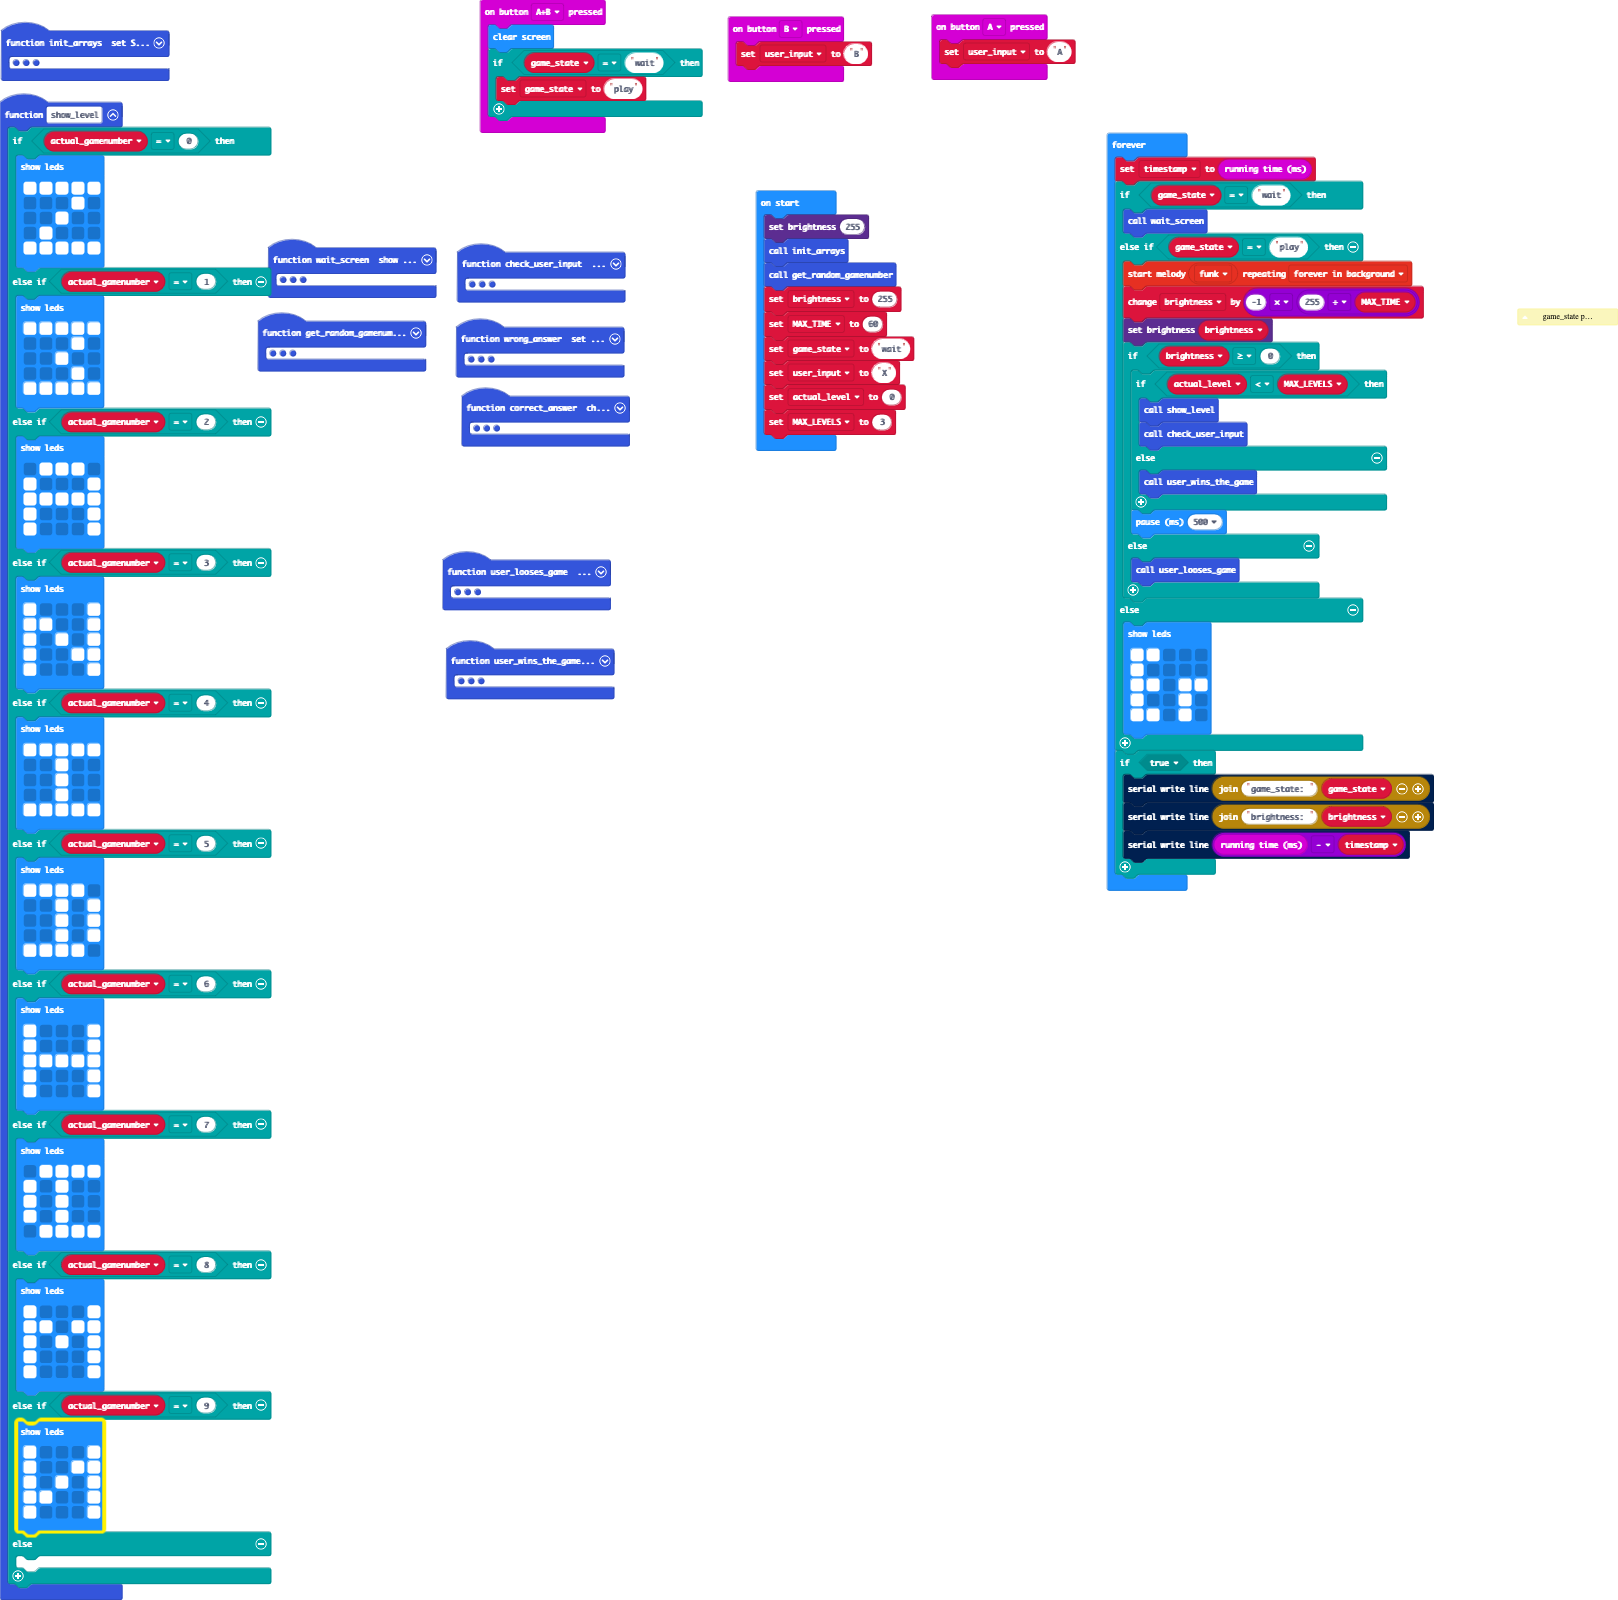 function init_arrays set S...
function show_level
if actual_gamenumber = 0 then
show leds
else if actual_gamenumber = 1 then
show leds
else if actual_gamenumber = 2 then
show leds
else if actual_gamenumber = 3 then
show leds
else if actual_gamenumber = 4 then
show leds
else if actual_gamenumber = 5 then
show leds
else if actual_gamenumber = 6 then
show leds
else if actual_gamenumber = 7 then
show leds
else if actual_gamenumber = 8 then
show leds
else if actual_gamenumber = 9 then
show leds
else
function wait_screen show ...
function get_random_gamenum...
function check_user_input ...
function wrong_answer set ...
function correct_answer ch...
function user_looses_game ...
function user_wins_the_game...
on button A+B pressed
clear screen
if game_state = "wait" then
set game_state to "play"
on button B pressed
set user_input to "B"
on button A pressed
set user_input to "A"
on start
set brightness 255
call init_arrays
call get_random_gamenumber
set brightness to 255
set MAX_TIME to 60
set game_state to "wait"
set user_input to "X"
set actual_level to 0
set MAX_LEVELS to 3
forever
set timestamp to running time (ms)
if game_state = "wait" then
call wait_screen
else if game_state = "play" then
start melody funk repeating forever in background
change brightness by -1 x 255 ÷ MAX_TIME
set brightness brightness
if brightness ≥ 0 then
if actual_level < MAX_LEVELS then
call show_level
call check_user_input
else
call user_wins_the_game
pause (ms) 500
else
call user_looses_game
else
show leds
if true then
serial write line join "game_state: " game_state
serial write line join "brightness: " brightness
serial write line running time (ms) - timestamp
game_state p...